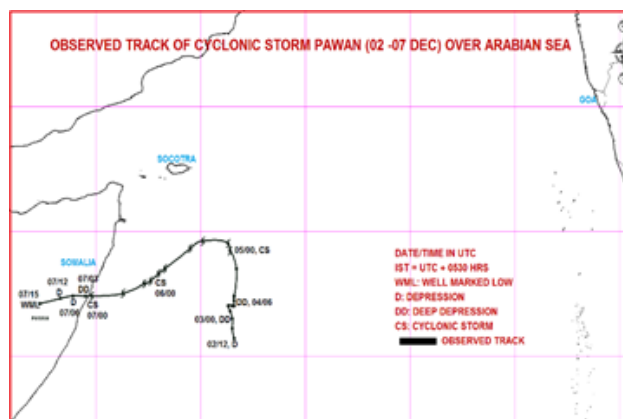 OBSERVED TRACK OF CYCLONIC STORM PAWAN (02 -07 DEC) OVER ARABIAN SEA
GOA
SOCOTRA
05/00, CS
SOMALIA
07/12
07/03
DD
CS
06/00
07/15
WML
D
D
07/06
CS
07/00
DD, 04/06
03/00, DD
02/12, D
DATE/TIME IN UTC
IST = UTC + 0530 HRS
WML: WELL MARKED LOW
D: DEPRESSION
DD: DEEP DEPRESSION
CS: CYCLONIC STORM
OBSERVED TRACK